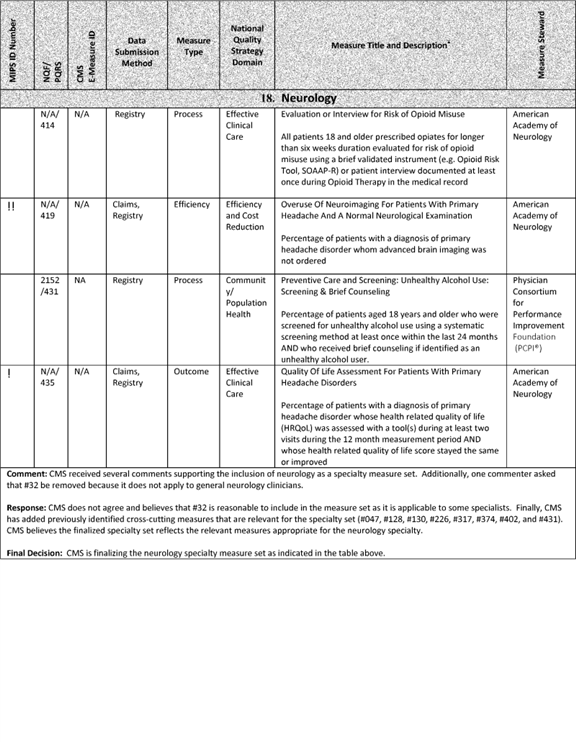 MIPS ID Number
NQF/
PQRS
CMS
E-Measure ID
Data
Submission
Method
Measure
Type
National
Quality
Strategy
Domain
Measure Title and Description
Measure Steward
18. Neurology
N/A/
414
N/A
Registry
Process
Effective
Clinical
Care
Evaluation or Interview for Risk of Opioid Misuse
All patients 18 and older prescribed opiates for longer
than six weeks duration evaluated for risk of opioid
misuse using a brief validated instrument (e.g. Opioid Risk
Tool, SOAAP-R) or patient interview documented at least
once during Opioid Therapy in the medical record
American
Academy of
Neurology
!!
N/A/
419
N/A
Claims,
Registry
Efficiency
Efficiency
and Cost
Reduction
Overuse Of Neuroimaging For Patients With Primary
Headache And A Normal Neurological Examination
Percentage of patients with a diagnosis of primary
headache disorder whom advanced brain imaging was
not ordered
American
Academy of
Neurology
2152
/431
NA
Registry
Process
Communit
y/
Population
Health
Preventive Care and Screening: Unhealthy Alcohol Use:
Screening & Brief Counseling
Percentage of patients aged 18 years and older who were
screened for unhealthy alcohol use using a systematic
screening method at least once within the last 24 months
AND who received brief counseling if identified as an
unhealthy alcohol user.
Physician
Consortium
for
Performance
Improvement
Foundation
(PCPI®)
!
N/A/
435
N/A
Claims,
Registry
Outcome
Effective
Clinical
Care
Quality Of Life Assessment For Patients With Primary
Headache Disorders
Percentage of patients with a diagnosis of primary
headache disorder whose health related quality of life
(HRQoL) was assessed with a tool(s) during at least two
visits during the 12 month measurement period AND
whose health related quality of life score stayed the same
or improved
American
Academy of
Neurology
Comment: CMS received several comments supporting the inclusion of neurology as a specialty measure set. Additionally, one commenter asked
that #32 be removed because it does not apply to general neurology clinicians.
Response: CMS does not agree and believes that #32 is reasonable to include in the measure set as it is applicable to some specialists. Finally, CMS
has added previously identified cross-cutting measures that are relevant for the specialty set (#047, #128, #130, #226, #317, #374, #402, and #431).
CMS believes the finalized specialty set reflects the relevant measures appropriate for the neurology specialty.
Final Decision: CMS is finalizing the neurology specialty measure set as indicated in the table above.